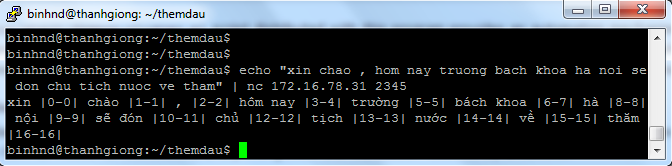 binhnd@thanhgiong: ~/themdau
binhnd@thanhgiong:~/themdau$
binhnd@thanhgiong:~/themdau$
binhnd@thanhgiong:~/themdau$ echo "xin chao , hom nay truong bach khoa ha noi se
don chu tich nuoc ve tham" | nc 172.16.78.31 2345
xin |0-0| chào |1-1| , |2-2| hôm nay |3-4| trường |5-5| bách khoa |6-7| hà |8-8|
nội |9-9| sẽ đón |10-11| chủ |12-12| tịch |13-13| nước |14-14| về |15-15| thăm
|16-16|
binhnd@thanhgiong:~/themdau$